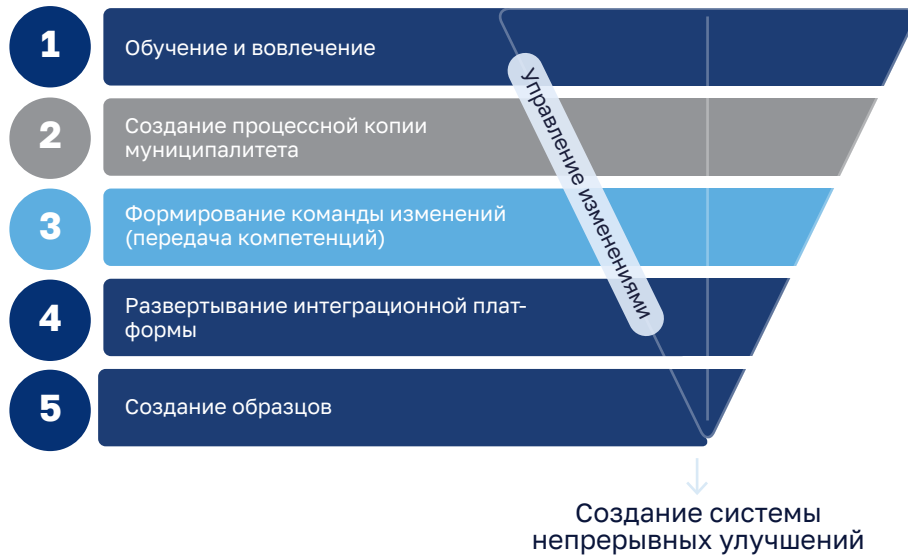 1
Обучение и вовлечение
2
Создание процессной копии
муниципалитета
3
Формирование команды изменений
(передача компетенций)
4
Развертывание интеграционной плат-
формы
5
Создание образцов
Управление изменениями
Создание системы
непрерывных улучшений